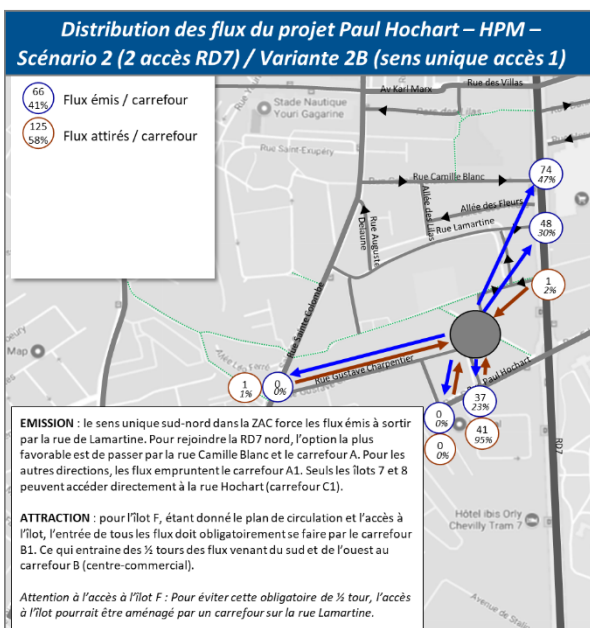 Distribution des flux du projet Paul Hochart – HPM –
Scénario 2 (2 accès RD7) / Variante 2B (sens unique accès 1)
66
41%
Flux émis / carrefour
125
58%
Flux attirés / carrefour
Av Karl Marx
Rue des Villas
Stade Nautique
Youri Gagarine
Rue Saint-Exupéry
Rue Camille Blanc
74
47%
Allée des Lilas
Allée des Fleurs
Rue Lamartine
48
30%
Rue Auguste
Delaune
1
2%
Rue Sainte Colombe
Map
Rue Gustave Charpentier
1
1%
0
0%
Paul Hochart
37
23%
0
0%
41
95%
0
0%
RD7
EMISSION : le sens unique sud-nord dans la ZAC force les flux émis à sortir
par la rue de Lamartine. Pour rejoindre la RD7 nord, l'option la plus
favorable est de passer par la rue Camille Blanc et le carrefour A. Pour les
autres directions, les flux empruntent le carrefour A1. Seuls les îlots 7 et 8
peuvent accéder directement à la rue Hochart (carrefour C1).
ATTRACTION : pour l'îlot F, étant donné le plan de circulation et l'accès à
l'îlot, l'entrée de tous les flux doit obligatoirement se faire par le carrefour
B1. Ce qui entraine des ½ tours des flux venant du sud et de l'ouest au
carrefour B (centre-commercial).
Attention à l'accès à l'îlot F : Pour éviter cette obligatoire de ½ tour, l'accès
à l'îlot pourrait être aménagé par un carrefour sur la rue Lamartine.
Hôtel ibis Orly
Chevilly Tram 7
Avenue de Stalin